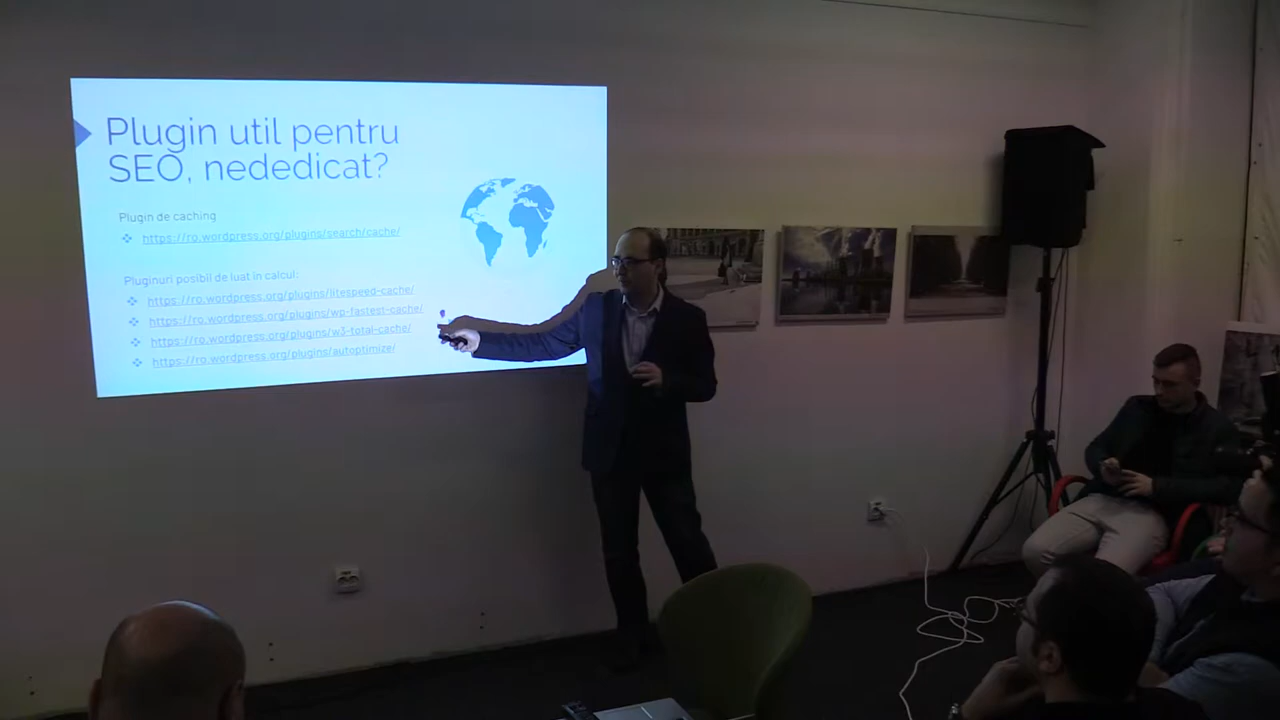 Plugin util pentru
SEO, nededicat?
Plugin de caching
https://ro.wordpress.org/plugins/search/cache/
Pluginuri posibil de luat in calcul:
https://ro.wordpress.org/plugins/litespeed-cache/
https://ro.wordpress.org/plugins/wp-fastest-cache/
https://ro.wordpress.org/plugins/w3-total-cache/
https://ro.wordpress.org/plugins/autoptimize/